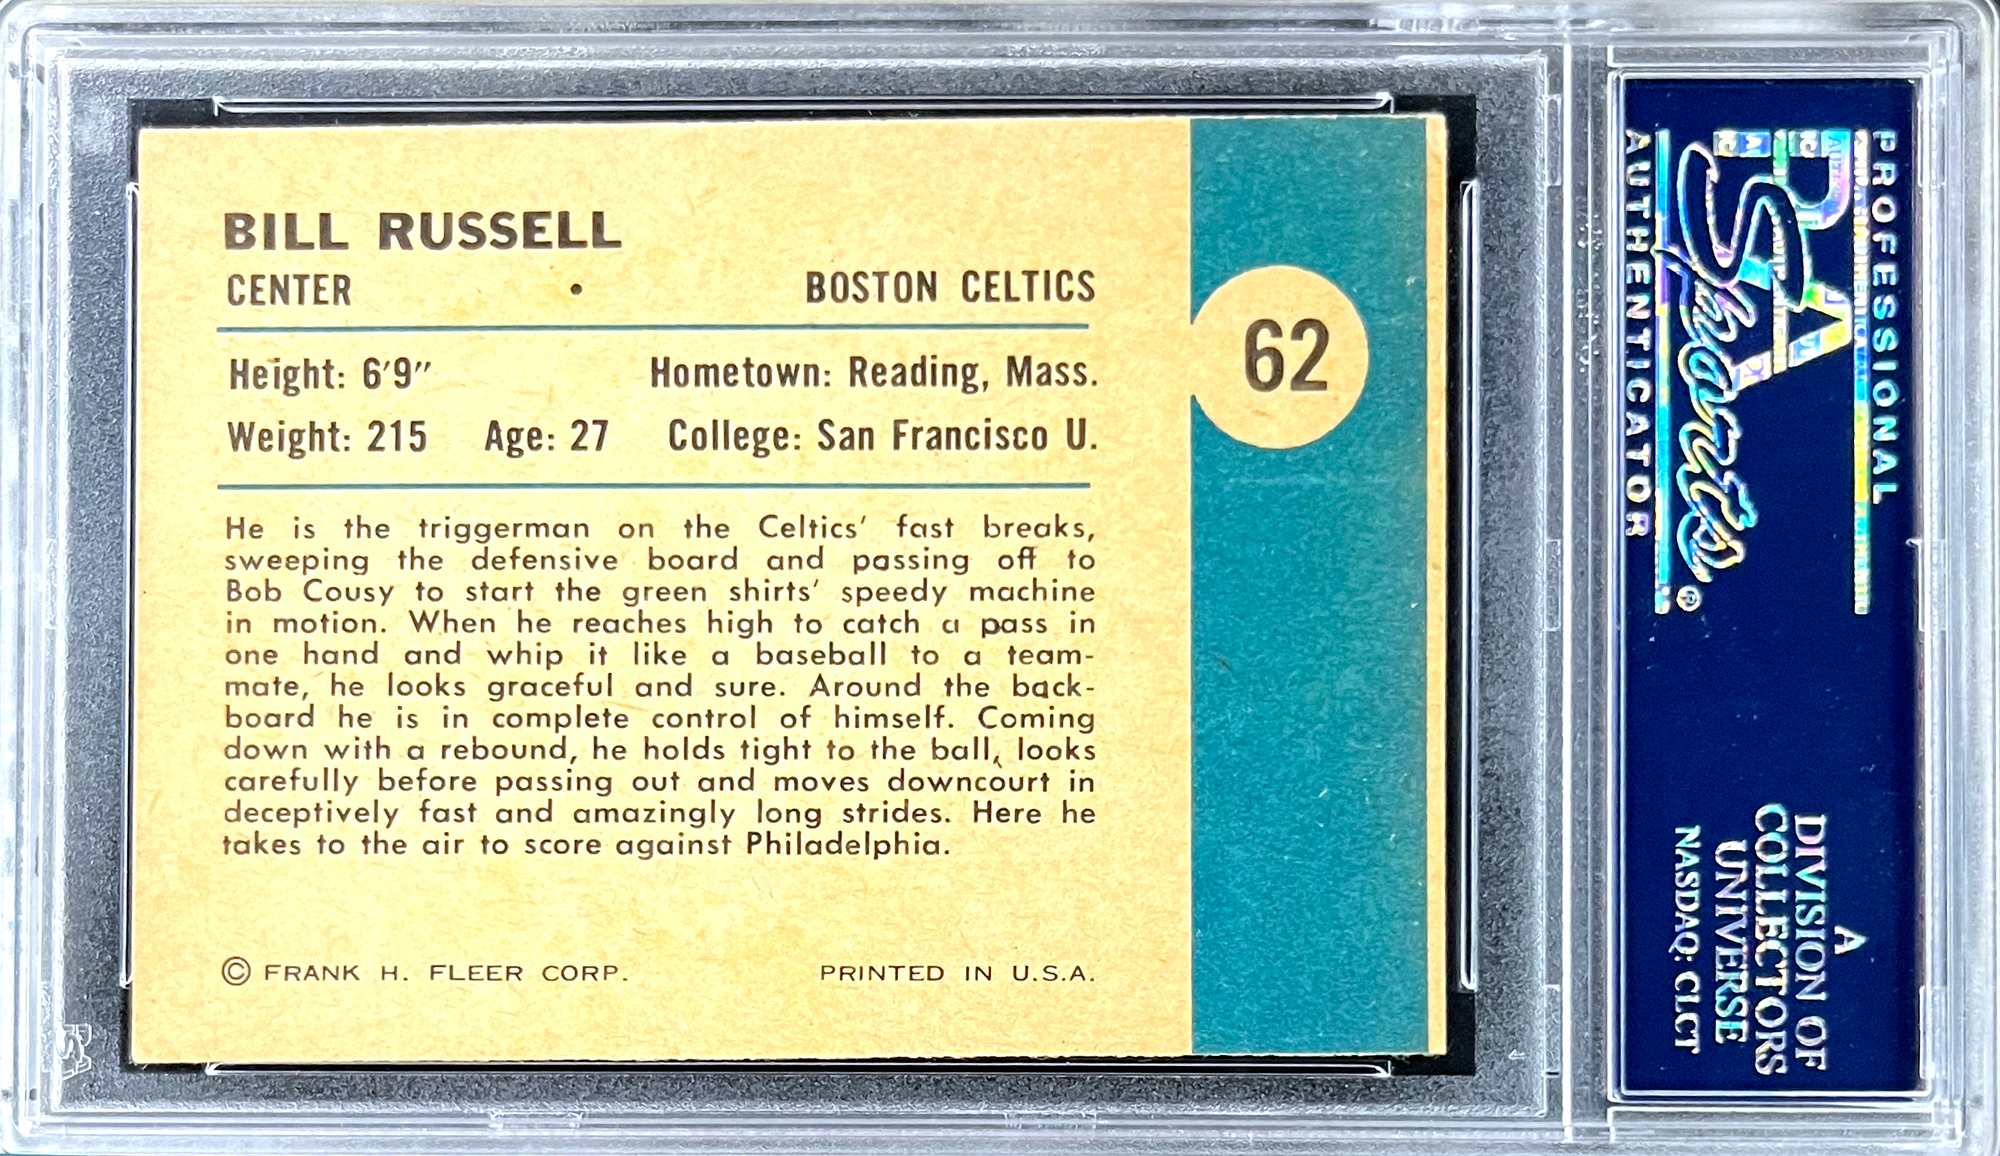 BILL RUSSELL
CENTER • BOSTON CELTICS
Height: 6'9" Hometown: Reading, Mass.
Weight: 215 Age: 27 College: San Francisco U.
62
He is the triggerman on the Celtics' fast breaks,
sweeping the defensive board and passing off to
Bob Cousy to start the green shirts' speedy machine
in motion. When he reaches high to catch a pass in
one hand and whip it like a baseball to a team-
mate, he looks graceful and sure. Around the back-
board he is in complete control of himself. Coming
down with a rebound, he holds tight to the ball, looks
carefully before passing out and moves downcourt in
deceptively fast and amazingly long strides. Here he
takes to the air to score against Philadelphia.
© FRANK H. FLEER CORP. PRINTED IN U.S.A.
PROFESSIONAL
PSA
Sports
AUTHENTICATOR
A
DIVISION OF
COLLECTORS
UNIVERSE
NASDAQ: CLCT